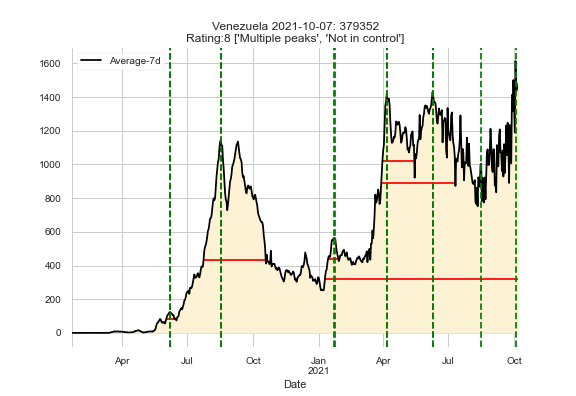 Venezuela 2021-10-07: 379352
Rating:8 ['Multiple peaks', 'Not in control']
Average-7d
1600
1400
1200
1000
800
600
400
200
0
Apr Jul Oct Jan Apr Jul Oct
2021
Date